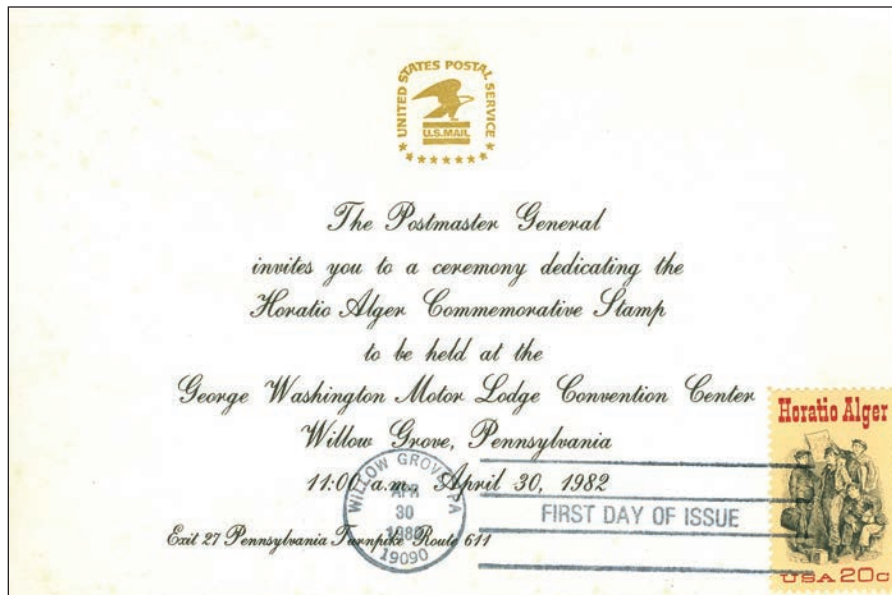 UNITED STATES POSTAL SERVICE
U.S.MAIL
The Postmaster General
invites you to a ceremony dedicating the
Horatio Alger Commemorative Stamp
to be held at the
George Washington Motor Lodge Convention Center
Willow Grove, Pennsylvania
11:00 a.m., April 30, 1982
Exit 27 Pennsylvania Turnpike Route 611
WILLOW GROVE, PA
APR
30
1982
19090
FIRST DAY OF ISSUE
Horatio Alger
USA 20c